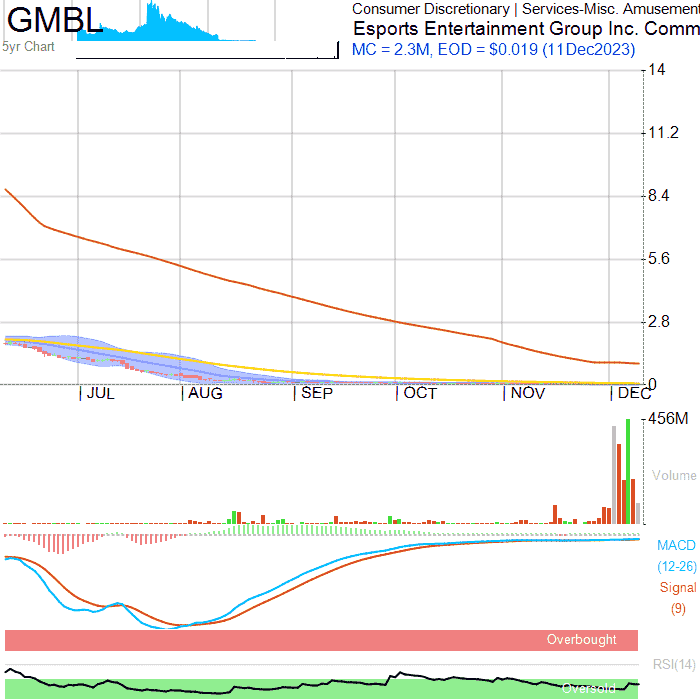 GMBL
5yr Chart
Consumer Discretionary | Services-Misc. Amusement
Esports Entertainment Group Inc. Comm
MC = 2.3M, EOD = $0.019 (11Dec2023)
14
11.2
8.4
5.6
2.8
0
JUL AUG SEP OCT NOV DEC
456M
Volume
MACD
(12-26)
Signal
(9)
Overbought
RSI(14)
Oversold